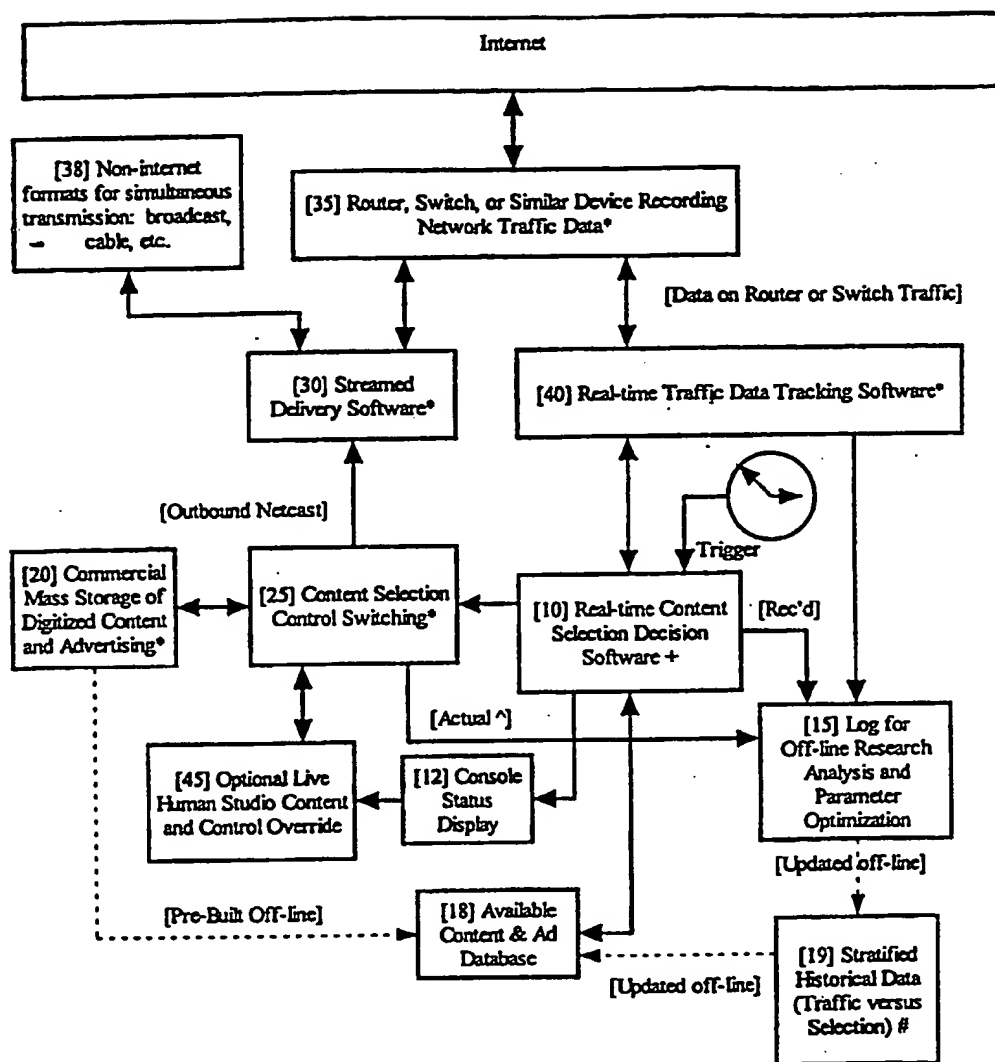 Internet
[38] Non-internet
formats for simultaneous
transmission: broadcast,
cable, etc.
[35] Router, Switch, or Similar Device Recording
Network Traffic Data*
[Data on Router or Switch Traffic]
[30] Streamed
Delivery Software*
[40] Real-time Traffic Data Tracking Software*
[Outbound Netcast]
Trigger
[20] Commercial
Mass Storage of
Digitized Content
and Advertising*
[25] Content Selection
Control Switching*
[10] Real-time Content
Selection Decision
Software +
[Rec'd]
[Actual ^]
[15] Log for
Off-line Research
Analysis and
Parameter
Optimization
[45] Optional Live
Human Studio Content
and Control Override
[12] Console
Status
Display
[Updated off-line]
[Pre-Built Off-line]
[18] Available
Content & Ad
Database
[Updated off-line]
[19] Stratified
Historical Data
(Traffic versus
Selection) #